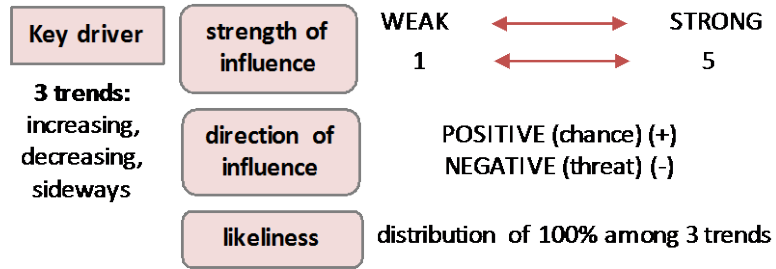 Key driver
3 trends:
increasing,
decreasing,
sideways
strength of
influence
WEAK STRONG
1 5
direction of
influence
POSITIVE (chance) (+)
NEGATIVE (threat) (-)
likeliness
distribution of 100% among 3 trends